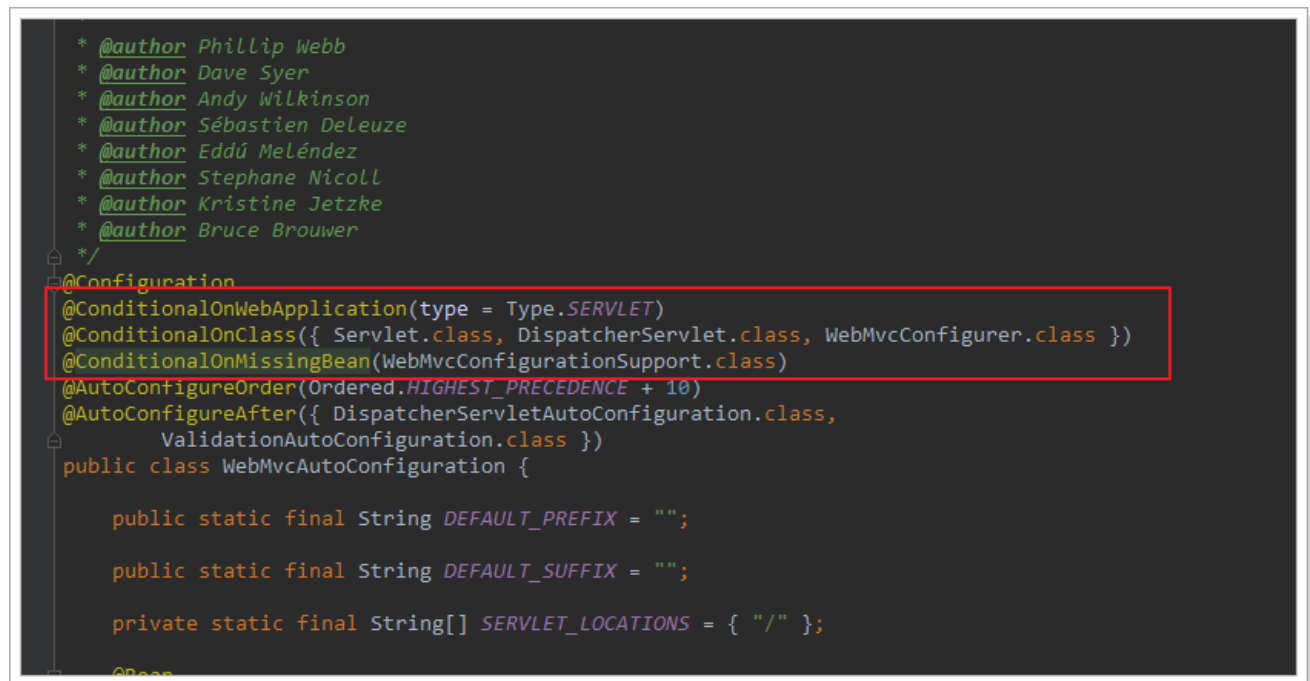 * @author Phillip Webb
* @author Dave Syer
* @author Andy Wilkinson
* @author Sébastien Deleuze
* @author Eddú Meléndez
* @author Stephane Nicoll
* @author Kristine Jetzke
* @author Bruce Brouwer
*/
@Configuration
@ConditionalOnWebApplication(type = Type.SERVLET)
@ConditionalOnClass({ Servlet.class, DispatcherServlet.class, WebMvcConfigurer.class })
@ConditionalOnMissingBean(WebMvcConfigurationSupport.class)
@AutoConfigureOrder(Ordered.HIGHEST_PRECEDENCE + 10)
@AutoConfigureAfter({ DispatcherServletAutoConfiguration.class,
ValidationAutoConfiguration.class })
public class WebMvcAutoConfiguration {
public static final String DEFAULT_PREFIX = "";
public static final String DEFAULT_SUFFIX = "";
private static final String[] SERVLET_LOCATIONS = { "/" };
@Bean